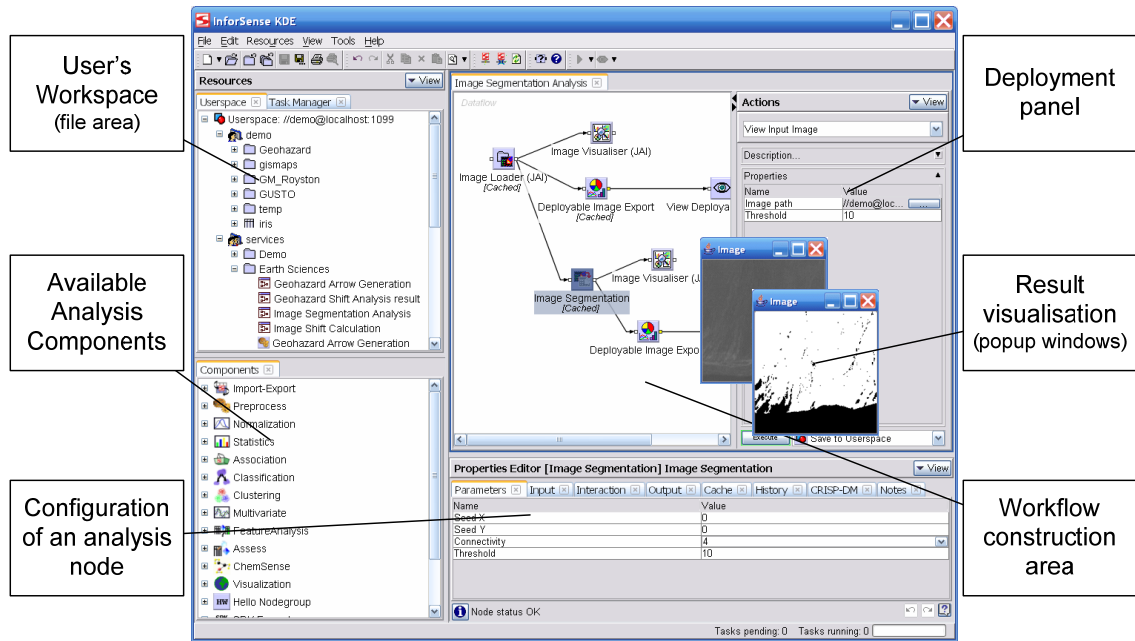 InforSense KDE
File Edit Resources View Tools Help
User's
Workspace
(file area)
Available
Analysis
Components
Configuration
of an analysis
node
Resources
View
Userspace
Task Manager
Userspace: //demo@localhost:1099
demo
Geohazard
gismaps
GM_Royston
GUSTO
temp
iris
services
Demo
Earth Sciences
Geohazard Arrow Generation
Geohazard Shift Analysis result
Image Segmentation Analysis
Image Shift Calculation
Geohazard Arrow Generation
Components
Import-Export
Preprocess
Normalization
Statistics
Association
Classification
Clustering
Multivariate
FeatureAnalysis
Assess
ChemSense
Visualization
HW Hello Nodegroup
Image Segmentation Analysis
Dataflow
Image Visualiser (JAI)
Image Loader (JAI)
[Cached]
Deployable Image Export
[Cached]
View Deploya
Image Visualiser (J
Image Segmentation
[Cached]
Deployable Image Expo
Actions
View
View Input Image
Description...
Properties
Name Value
Image path //demo@loc... ...
Threshold 10
Image
Image
Execute
Save to Userspace
Properties Editor [Image Segmentation] Image Segmentation
View
Parameters Input Interaction Output Cache History CRISP-DM Notes
Name Value
Seed X 0
Seed Y 0
Connectivity 4
Threshold 10
Node status OK
Tasks pending: 0 Tasks running: 0
Deployment
panel
Result
visualisation
(popup windows)
Workflow
construction
area